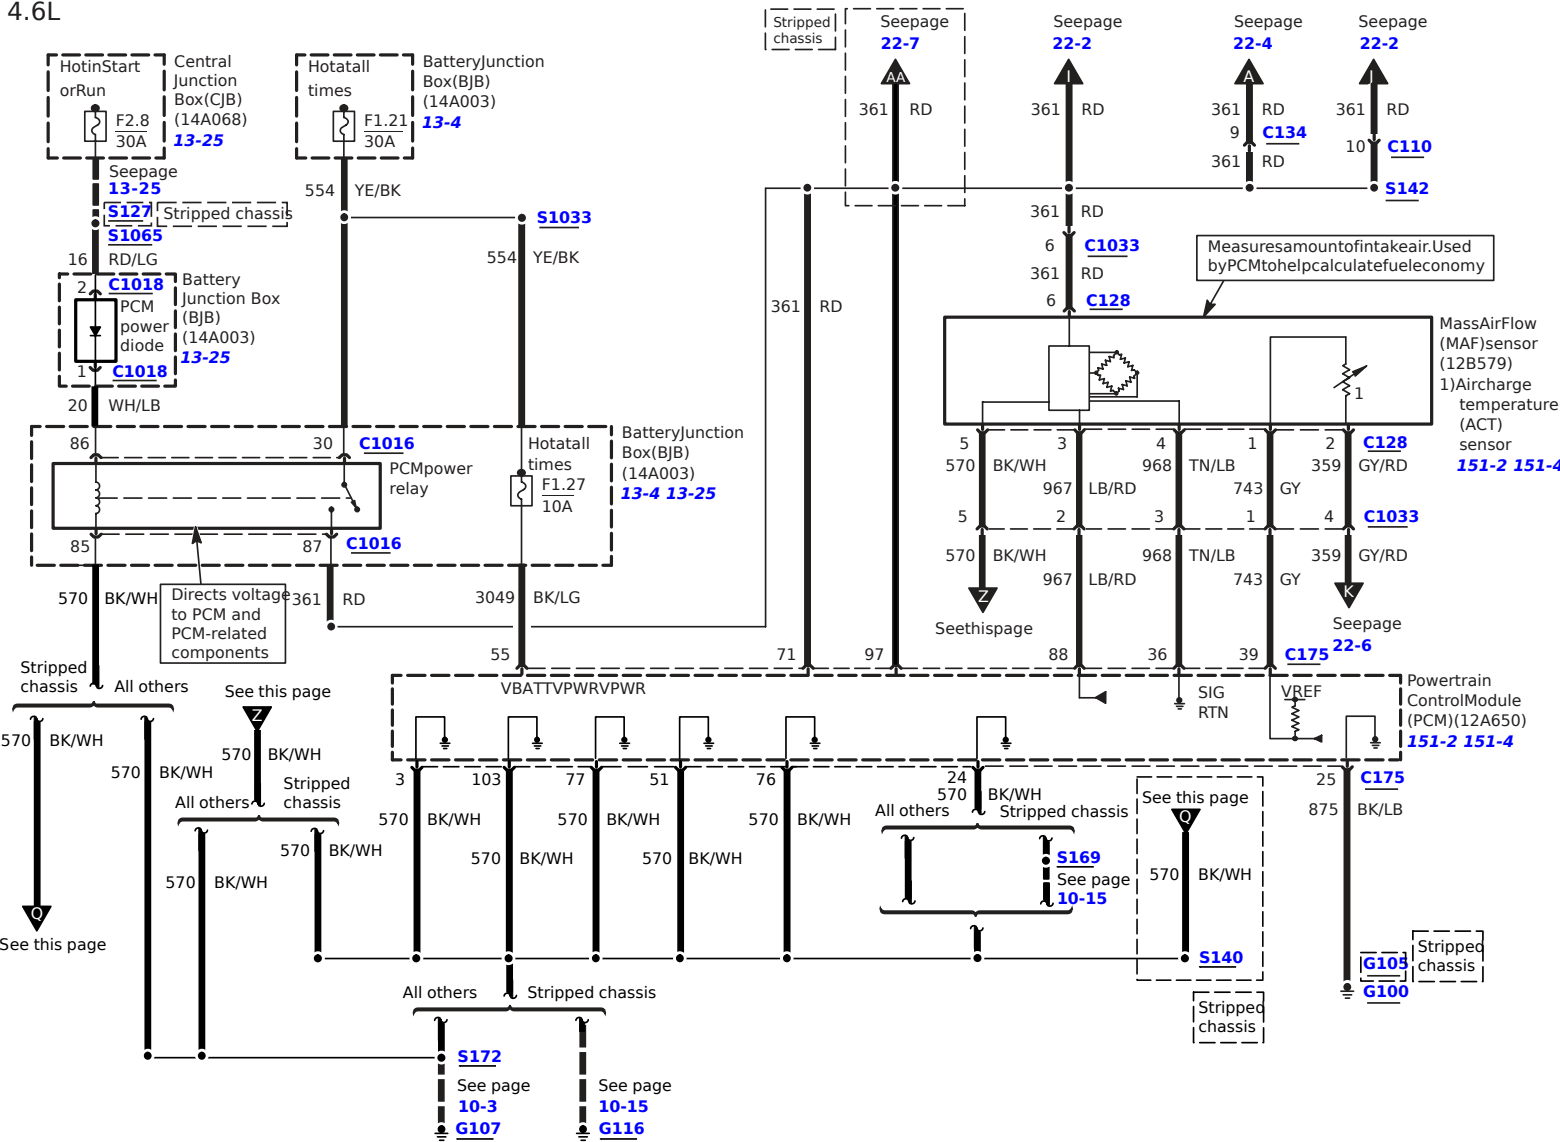 4.6L
HotinStart
orRun
F2.8
30A
Central
Junction
Box(CJB)
(14A068)
13-25
Hotatall
times
F1.21
30A
BatteryJunction
Box(BJB)
(14A003)
13-4
Stripped
chassis
Seepage
22-7
AA
361 RD
Seepage
22-2
I
361 RD
Seepage
22-4
A
361 RD
9 C134
361 RD
Seepage
22-2
J
361 RD
10 C110
S142
Seepage
13-25
S127
Stripped chassis
S1065
16 RD/LG
554 YE/BK
S1033
554 YE/BK
361 RD
361 RD
6 C1033
361 RD
6 C128
Measuresamountofintakeair.Used
byPCMtohelpcalculatefueleconomy
2 C1018
PCM
power
diode
1 C1018
Battery
Junction Box
(BJB)
(14A003)
13-25
20 WH/LB
MassAirFlow
(MAF)sensor
(12B579)
1)Aircharge
temperature
(ACT)
sensor
151-2 151-4
1
86 30 C1016
PCMpower
relay
Hotatall
times
F1.27
10A
BatteryJunction
Box(BJB)
(14A003)
13-4 13-25
85 87 C1016
5 3 4 1 2 C128
570 BK/WH 968 TN/LB 359 GY/RD
967 LB/RD 743 GY
5 2 3 1 4 C1033
570 BK/WH 968 TN/LB 359 GY/RD
967 LB/RD 743 GY
Z
Seethispage
K
Seepage
22-6
570 BK/WH
Directs voltage
to PCM and
PCM-related
components
361 RD
3049 BK/LG
55 71 97 88 36 39 C175
VBATTVPWRVPWR
SIG
RTN
VREF
Powertrain
ControlModule
(PCM)(12A650)
151-2 151-4
Stripped
chassis
All others
See this page
Z
570 BK/WH
570 BK/WH
570 BK/WH
All others
Stripped
chassis
3 103 77 51 76 24 25 C175
570 BK/WH
570 BK/WH
570 BK/WH
570 BK/WH
570 BK/WH
570 BK/WH
570 BK/WH
570 BK/WH
All others
Stripped chassis
S169
See page
10-15
See this page
Q
570 BK/WH
875 BK/LB
Q
See this page
S140
G105
Stripped
chassis
G100
Stripped
chassis
All others
Stripped chassis
S172
See page
10-3
G107
See page
10-15
G116